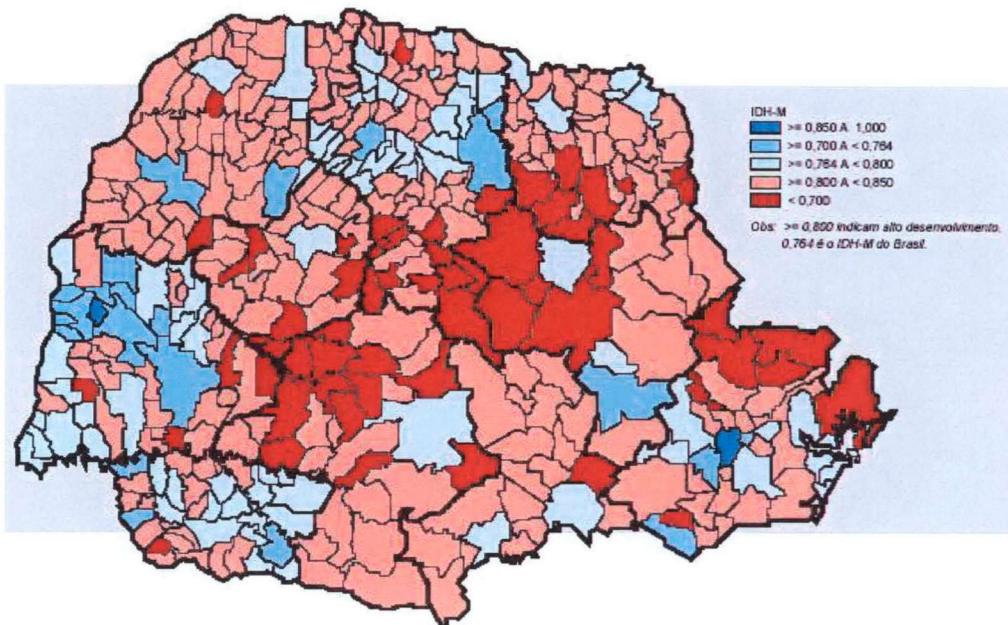 IDH-M
>= 0,850 A 1,000
>= 0,700 A < 0,764
>= 0,764 A < 0,800
>= 0,800 A < 0,850
< 0,700
Obs: >= 0,800 indicam alto desenvolvimento,
0,764 é o IDH-M do Brasil.